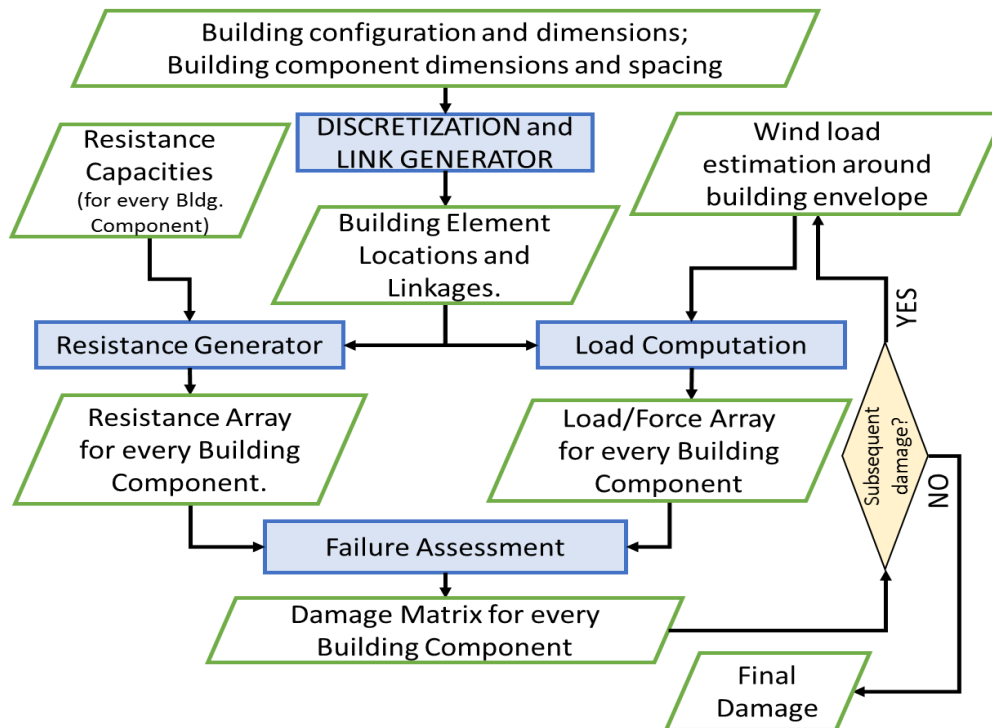 Building configuration and dimensions;
Building component dimensions and spacing
DISCRETIZATION and
LINK GENERATOR
Resistance
Capacities
(for every Bldg.
Component)
Wind load
estimation around
building envelope
Building Element
Locations and
Linkages.
Resistance Generator
Load Computation
YES
Resistance Array
for every Building
Component.
Load/Force Array
for every Building
Component
Subsequent
damage?
NO
Failure Assessment
Damage Matrix for every
Building Component
Final
Damage